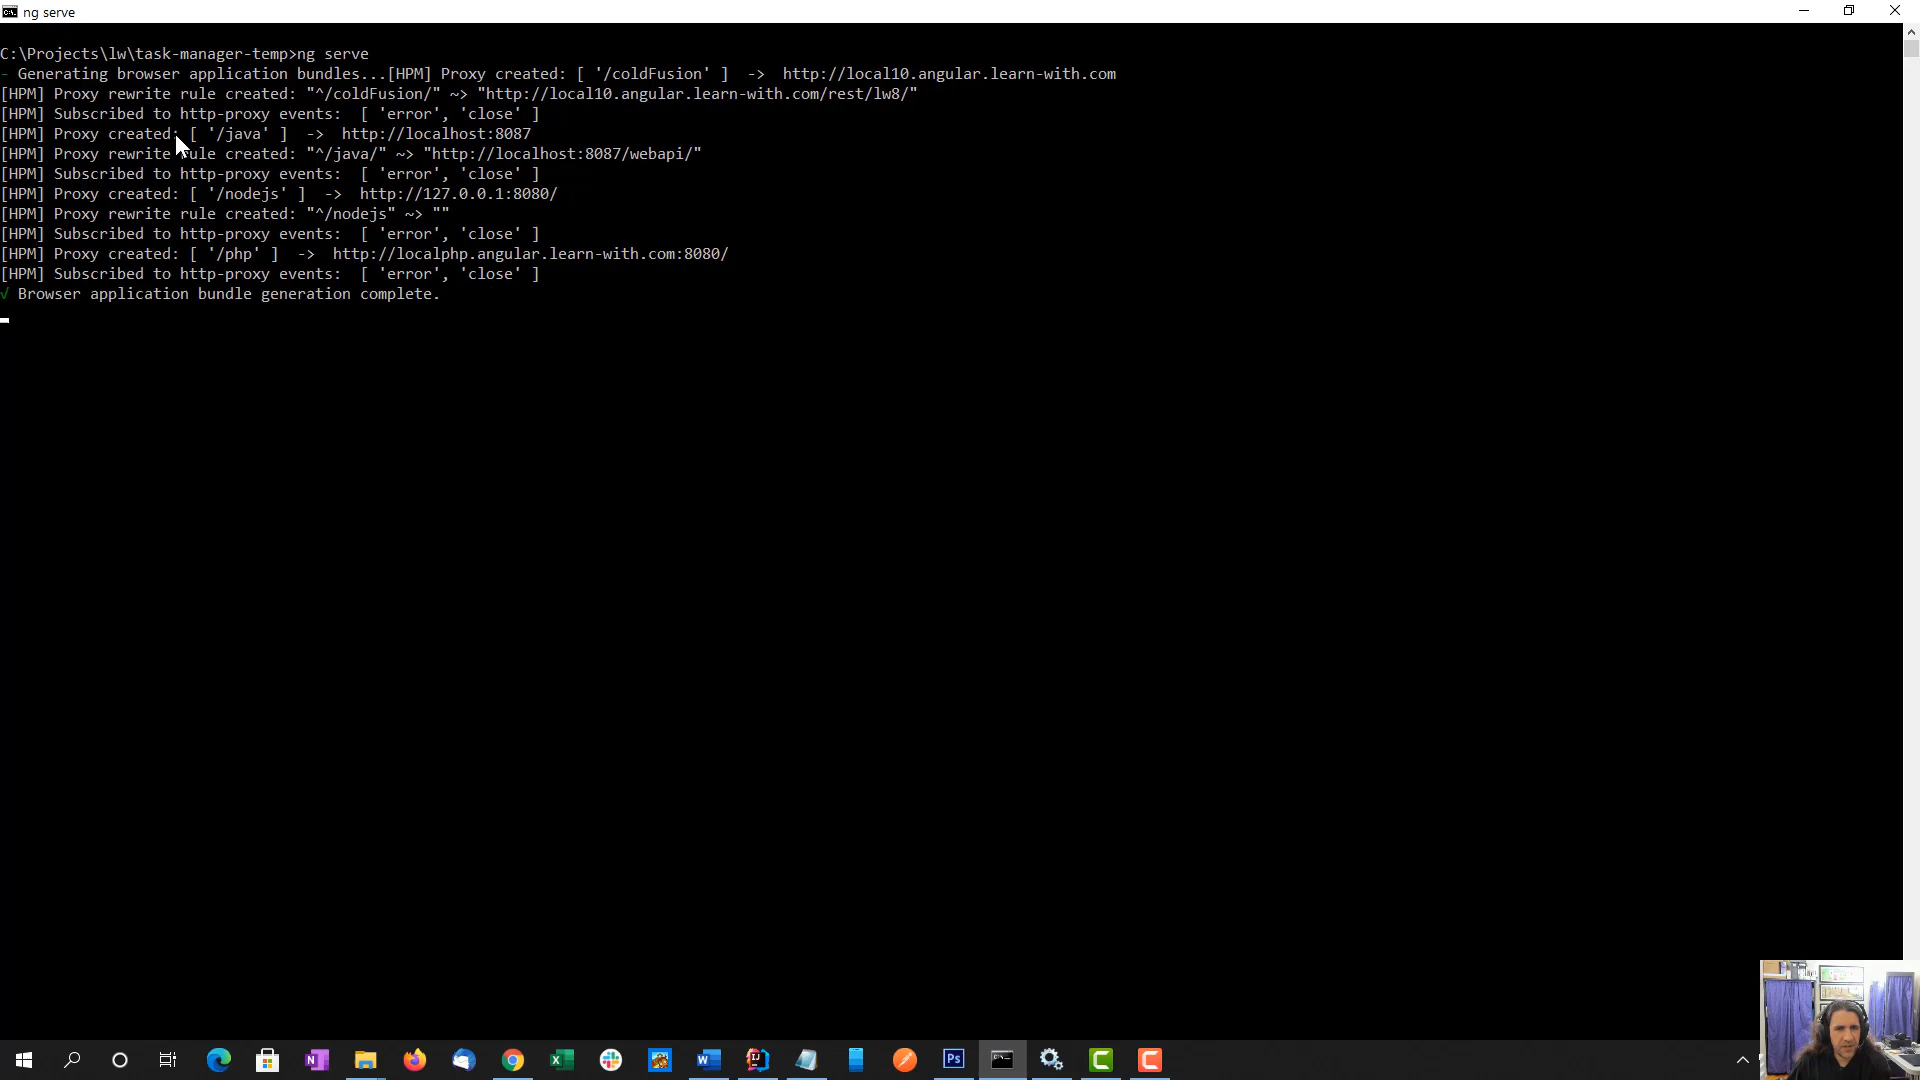 ng serve
C:\Projects\lw\task-manager-temp>ng serve
- Generating browser application bundles...[HPM] Proxy created: [ '/coldFusion' ]  ->  http://local10.angular.learn-with.com
[HPM] Proxy rewrite rule created: "^/coldFusion/" ~> "http://local10.angular.learn-with.com/rest/lw8/"
[HPM] Subscribed to http-proxy events:  [ 'error', 'close' ]
[HPM] Proxy created: [ '/java' ]  ->  http://localhost:8087
[HPM] Proxy rewrite rule created: "^/java/" ~> "http://localhost:8087/webapi/"
[HPM] Subscribed to http-proxy events:  [ 'error', 'close' ]
[HPM] Proxy created: [ '/nodejs' ]  ->  http://127.0.0.1:8080/
[HPM] Proxy rewrite rule created: "^/nodejs" ~> ""
[HPM] Subscribed to http-proxy events:  [ 'error', 'close' ]
[HPM] Proxy created: [ '/php' ]  ->  http://localphp.angular.learn-with.com:8080/
[HPM] Subscribed to http-proxy events:  [ 'error', 'close' ]
√ Browser application bundle generation complete.